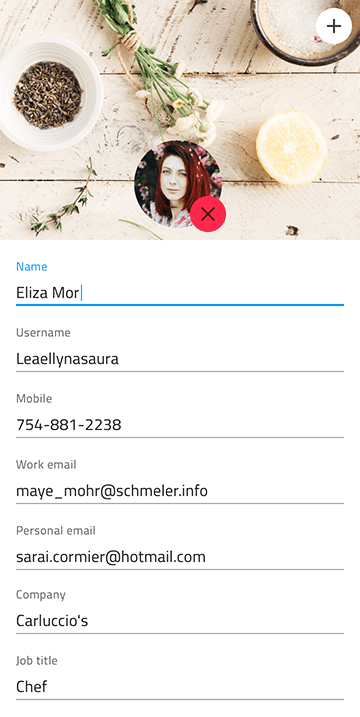 Name
Eliza Mor
Username
Leaellynasaura
Mobile
754-881-2238
Work email
maye_mohr@schmeler.info
Personal email
sarai.cormier@hotmail.com
Company
Carluccio's
Job title
Chef